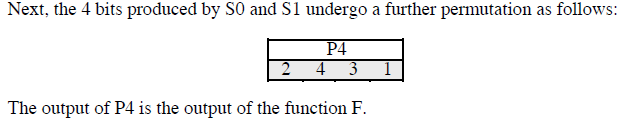 Next, the 4 bits produced by S0 and S1 undergo a further permutation as follows:
P4
2 4 3 1
The output of P4 is the output of the function F.